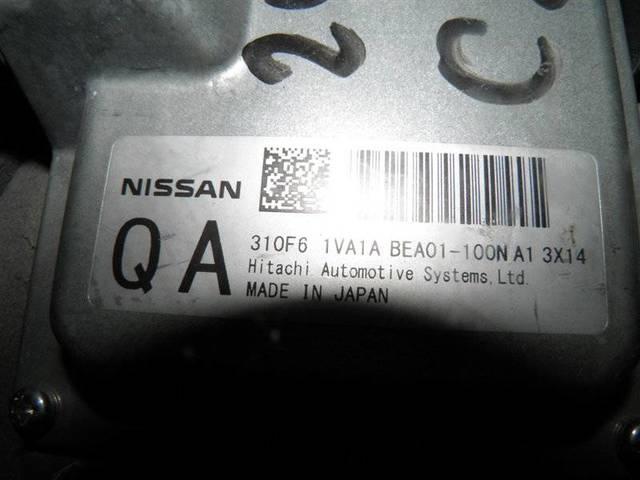 NISSAN
QA
310F6 1VA1A BEA01-100N A1 3X14
Hitachi Automotive Systems, Ltd.
MADE IN JAPAN